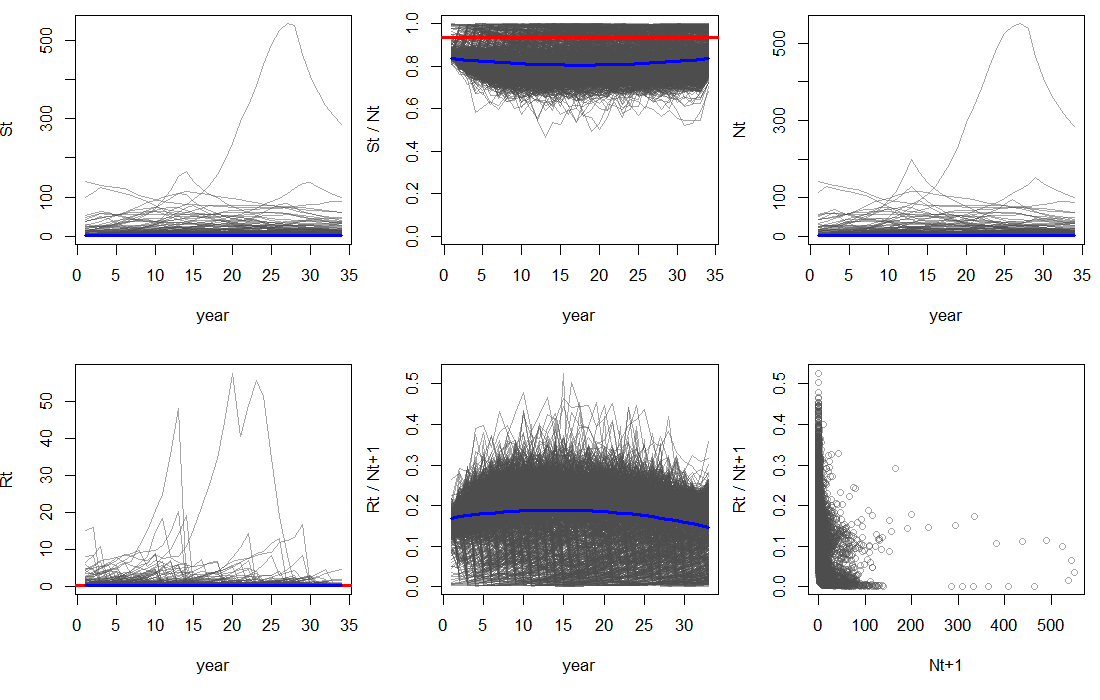 St
0 100 300 500
0 5 10 15 20 25 30 35
year
St / Nt
0.0 0.2 0.4 0.6 0.8 1.0
0 5 10 15 20 25 30 35
year
Nt
0 100 300 500
0 5 10 15 20 25 30 35
year
Rt
0 10 20 30 40 50
0 5 10 15 20 25 30 35
year
Rt / Nt+1
0.0 0.1 0.2 0.3 0.4 0.5
0 5 10 15 20 25 30
year
Rt / Nt+1
0.0 0.1 0.2 0.3 0.4 0.5
0 100 200 300 400 500
Nt+1